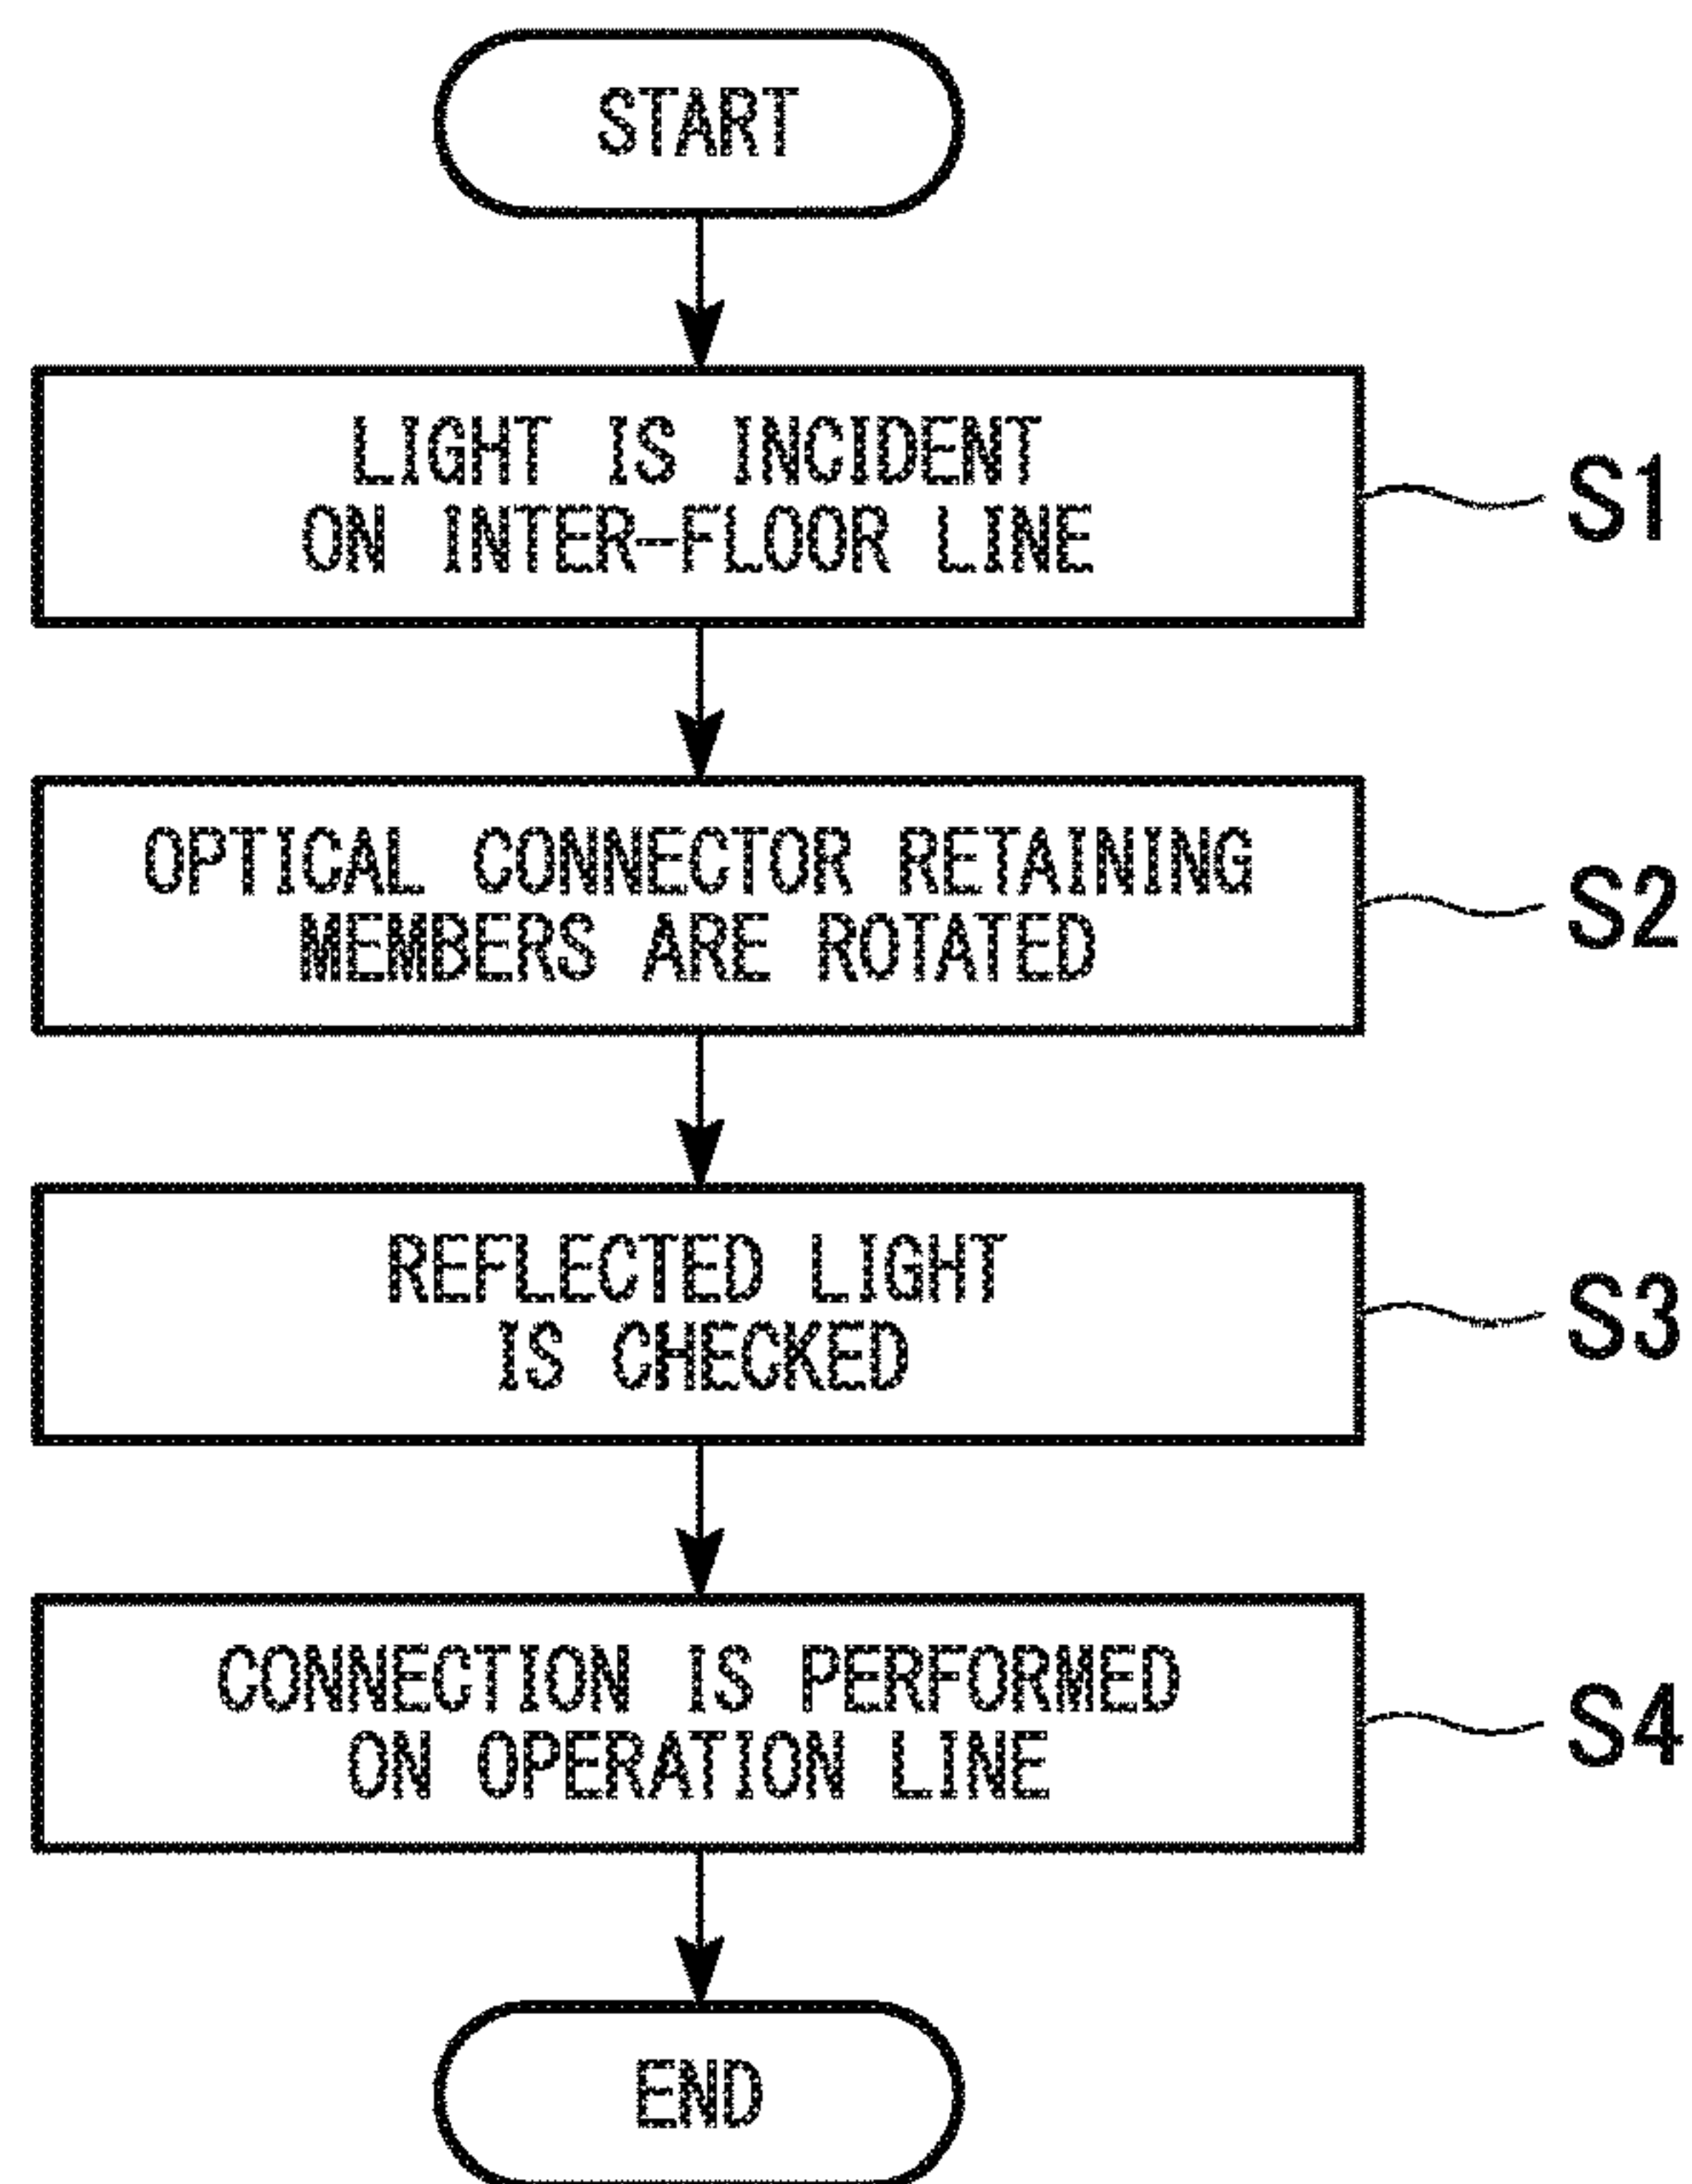 START
LIGHT IS INCIDENT
ON INTER-FLOOR LINE
S1
OPTICAL CONNECTOR RETAINING
MEMBERS ARE ROTATED
S2
REFLECTED LIGHT
IS CHECKED
S3
CONNECTION IS PERFORMED
ON OPERATION LINE
S4
END